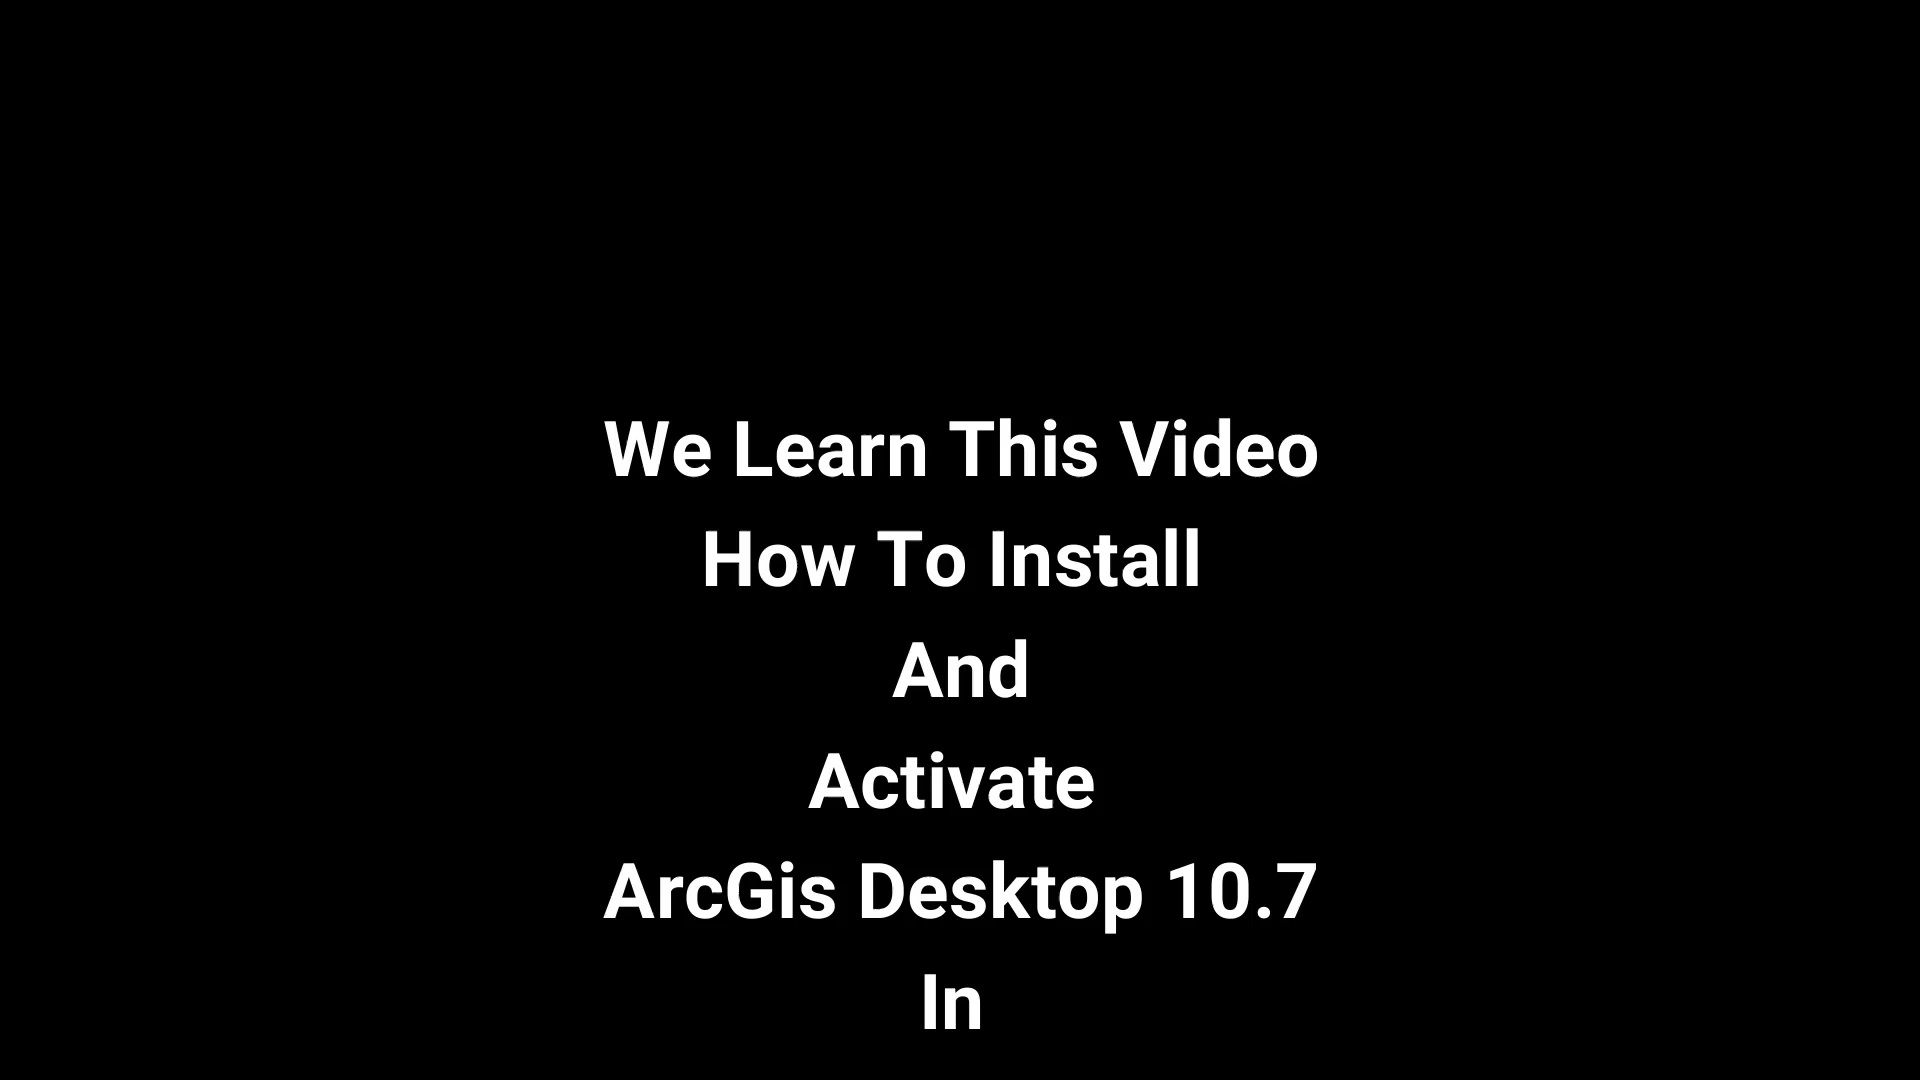 We Learn This Video
How To Install
And
Activate
ArcGis Desktop 10.7
In